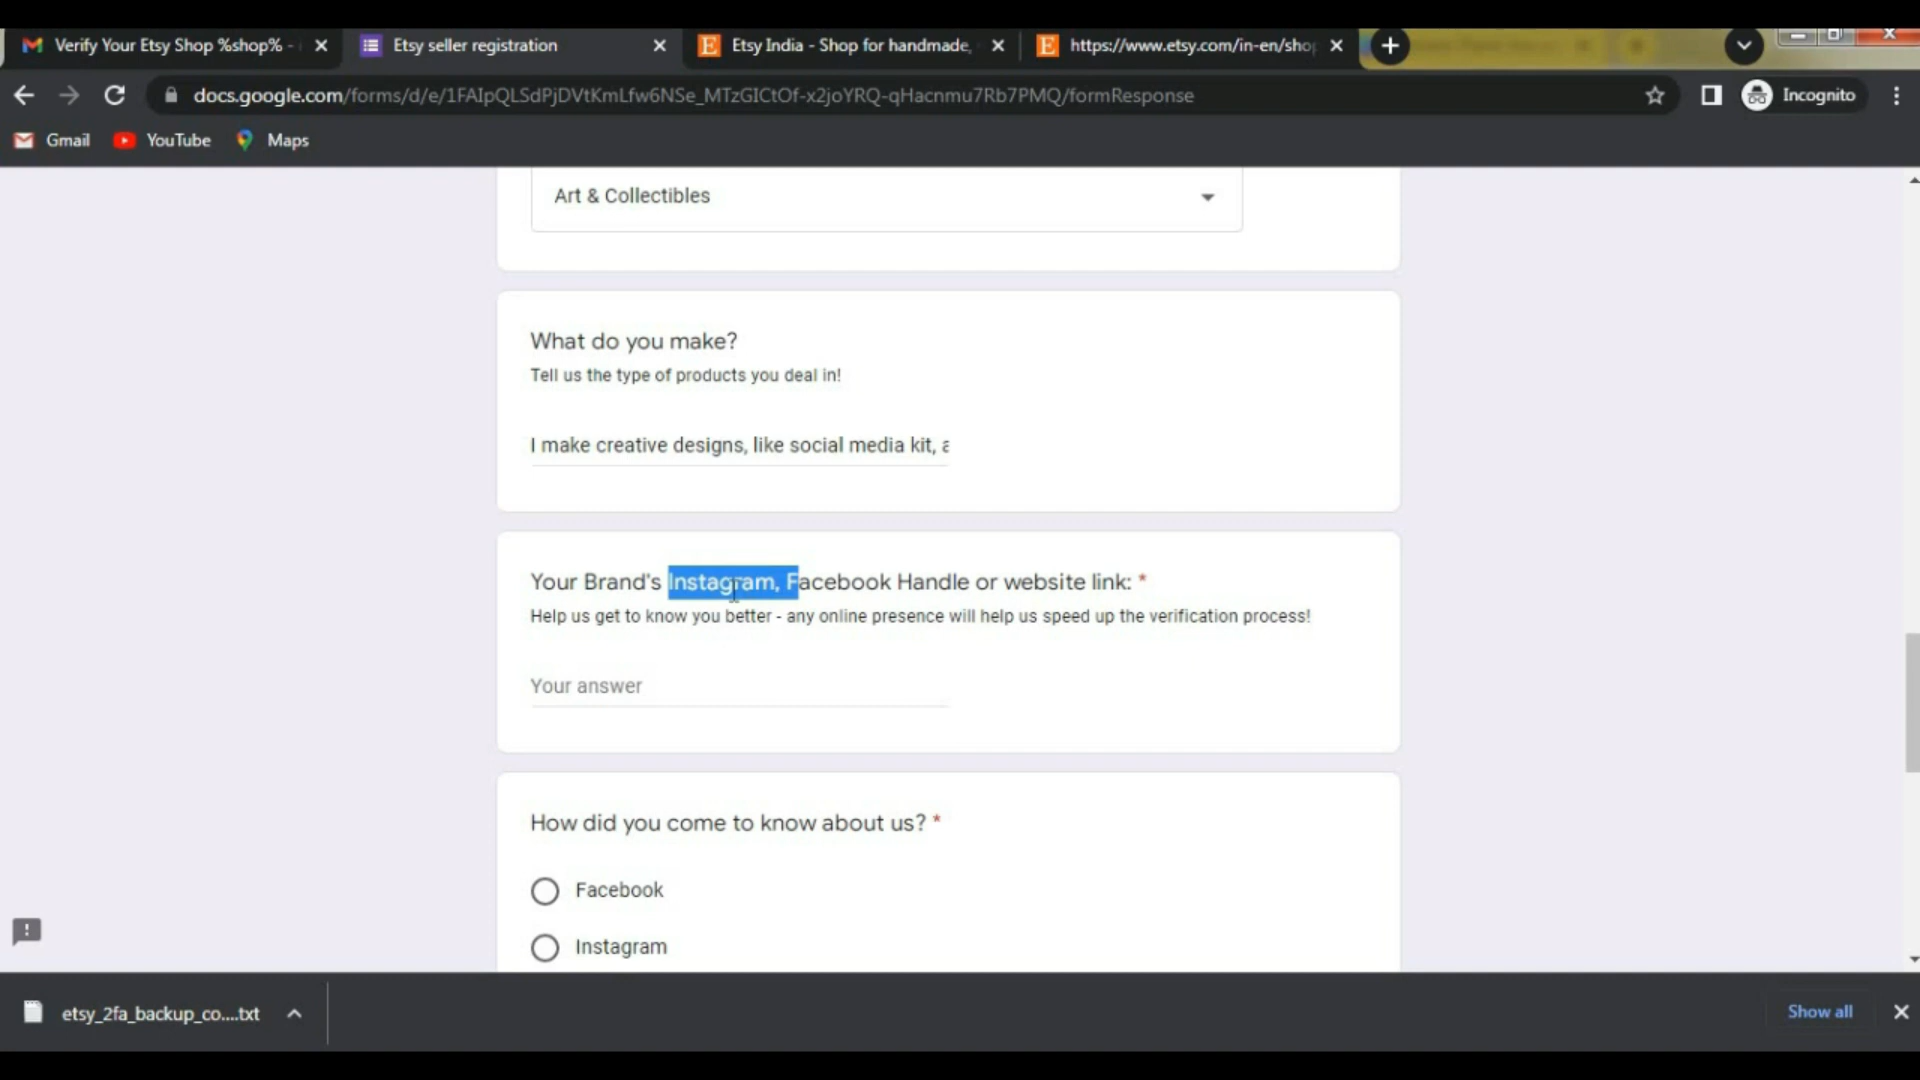 Verify Your Etsy Shop %shop% -
Etsy seller registration
Etsy India - Shop for handmade,
https://www.etsy.com/in-en/sho
docs.google.com/forms/d/e/1FAIpQLSdPjDVtKmLfw6NSe_MTzGICtOf-x2joYRQ-qHacnmu7Rb7PMQ/formResponse
Incognito
Gmail
YouTube
Maps
Art & Collectibles
What do you make?
Tell us the type of products you deal in!
I make creative designs, like social media kit, a
Your Brand's Instagram, Facebook Handle or website link: *
Help us get to know you better - any online presence will help us speed up the verification process!
Your answer
How did you come to know about us? *
Facebook
Instagram
etsy_2fa_backup_co....txt
Show all